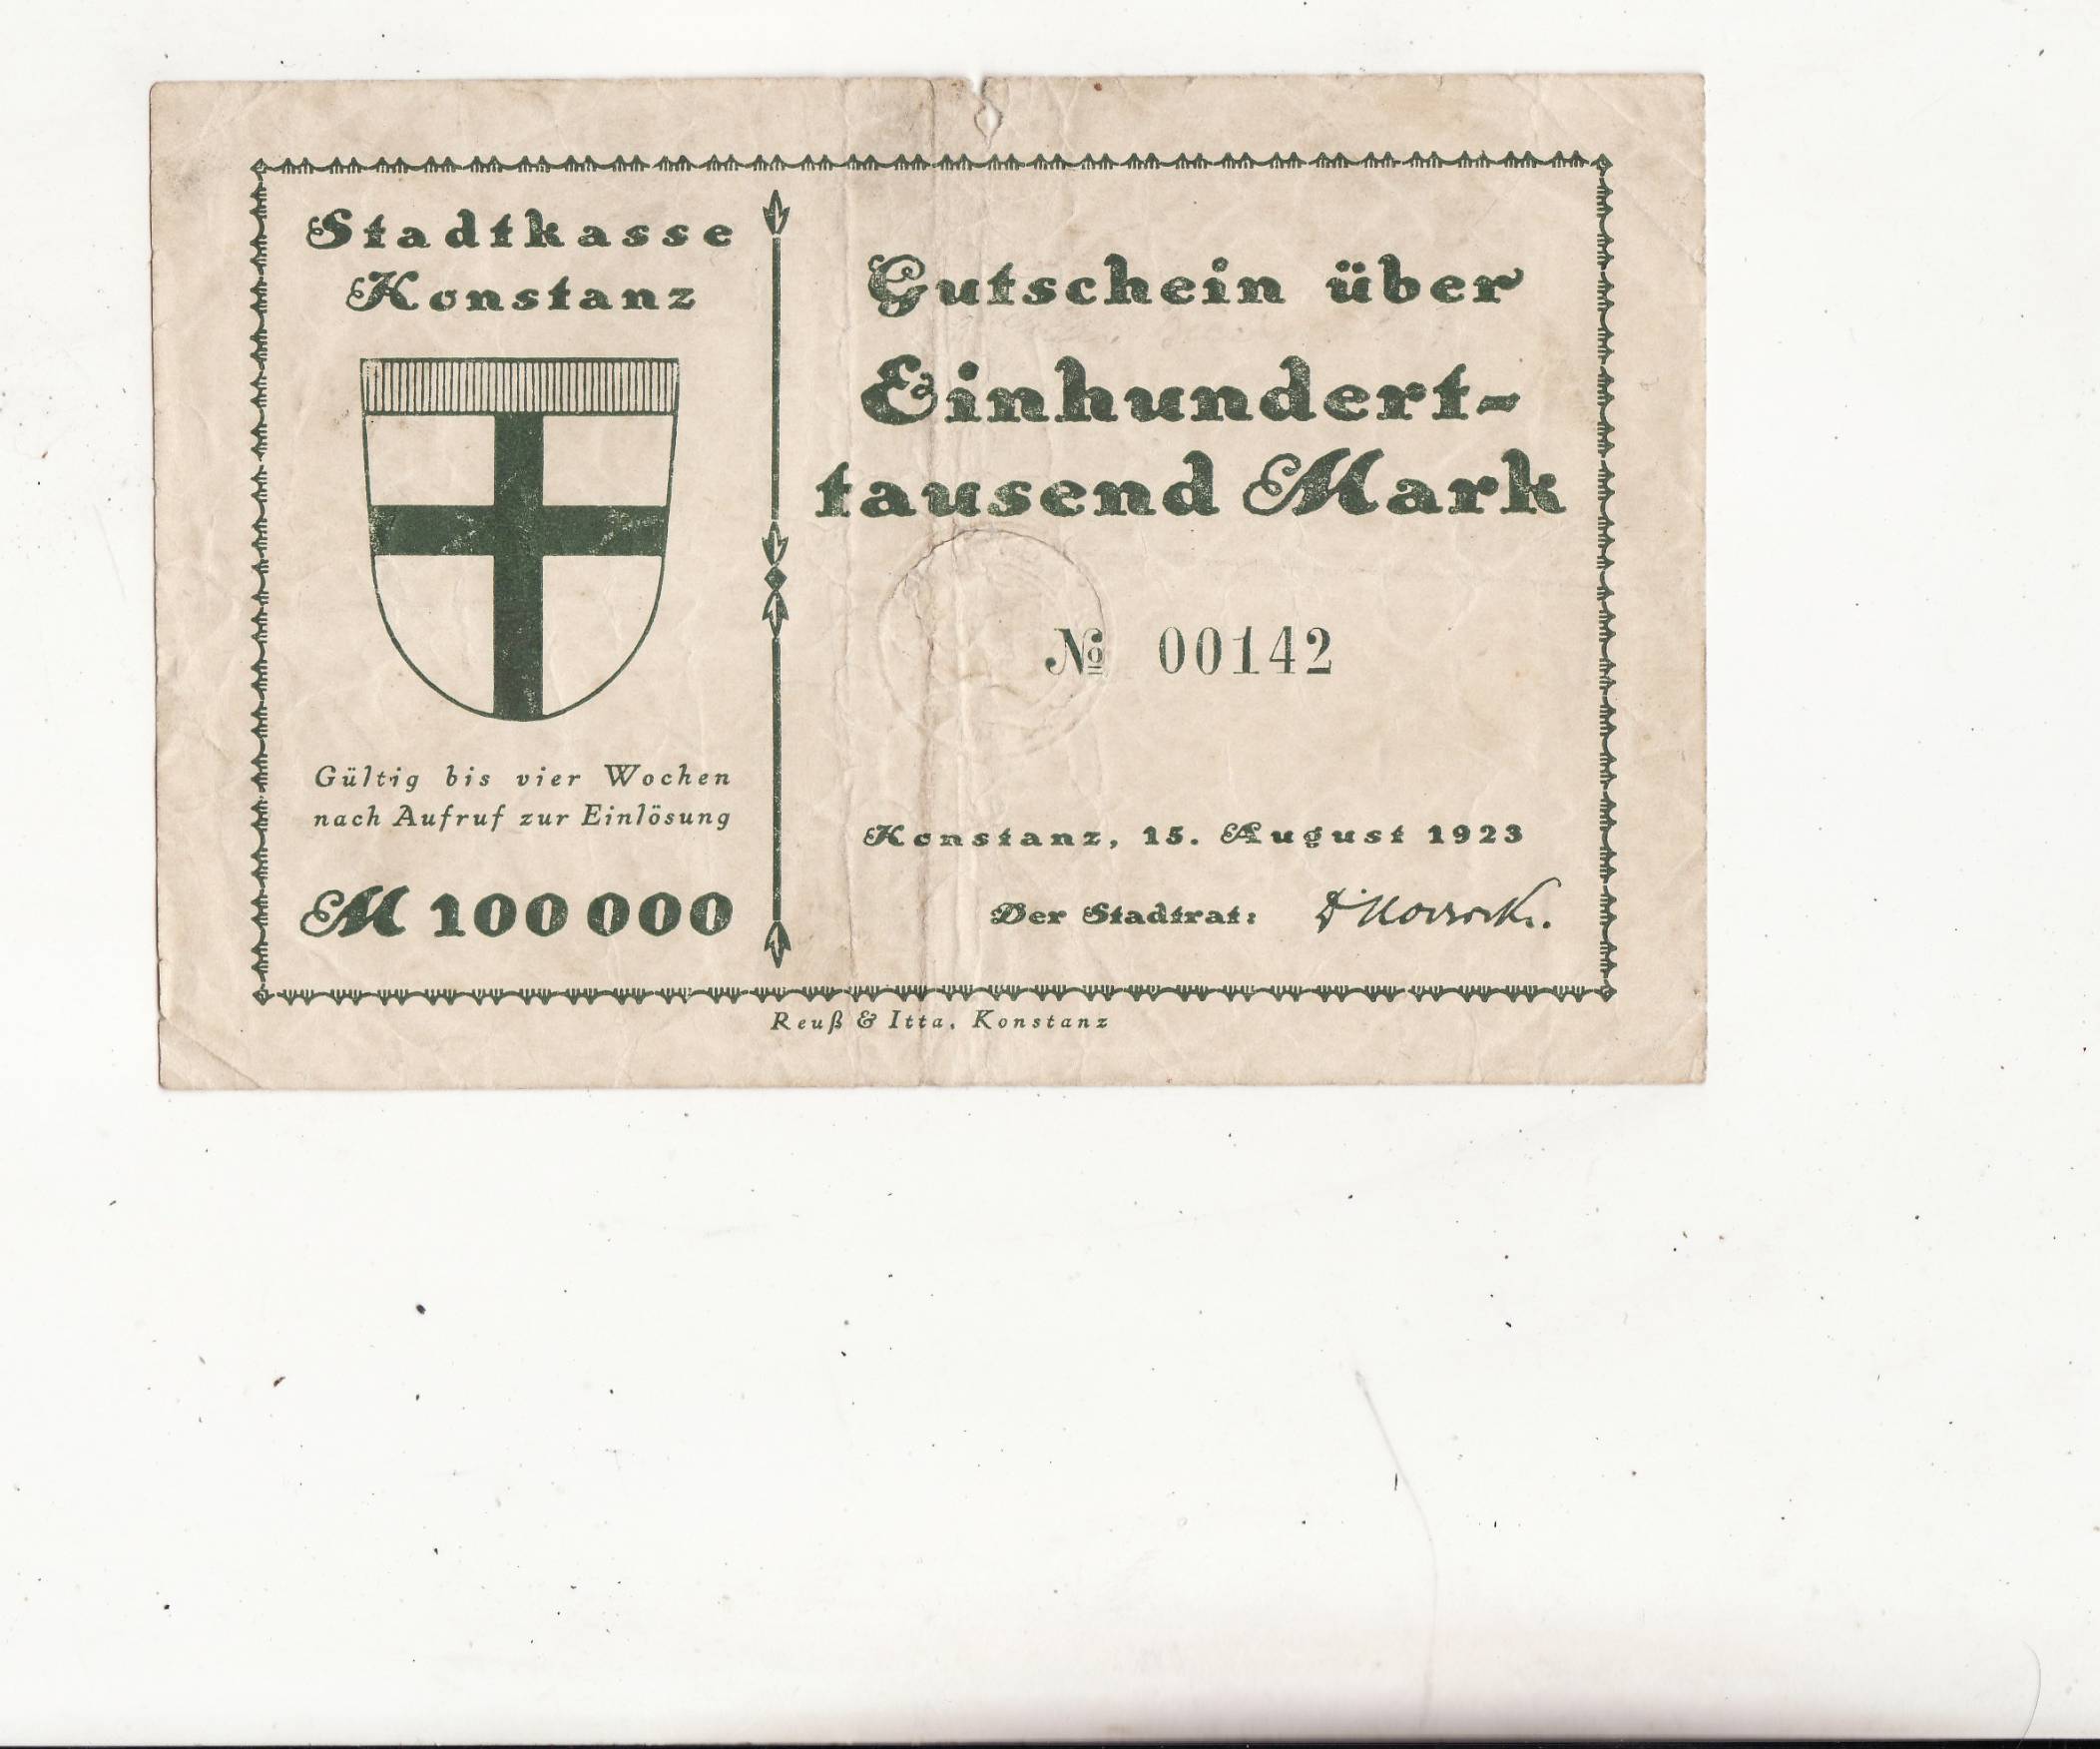 Stadtkasse
Konstanz
Gültig bis vier Wochen
nach Aufruf zur Einlösung
M 100 000
Gutschein über
Einhundert-
tausend Mark
№ 00142
Konstanz, 15. August 1923
Der Stadtrat:
Reuß & Itta, Konstanz